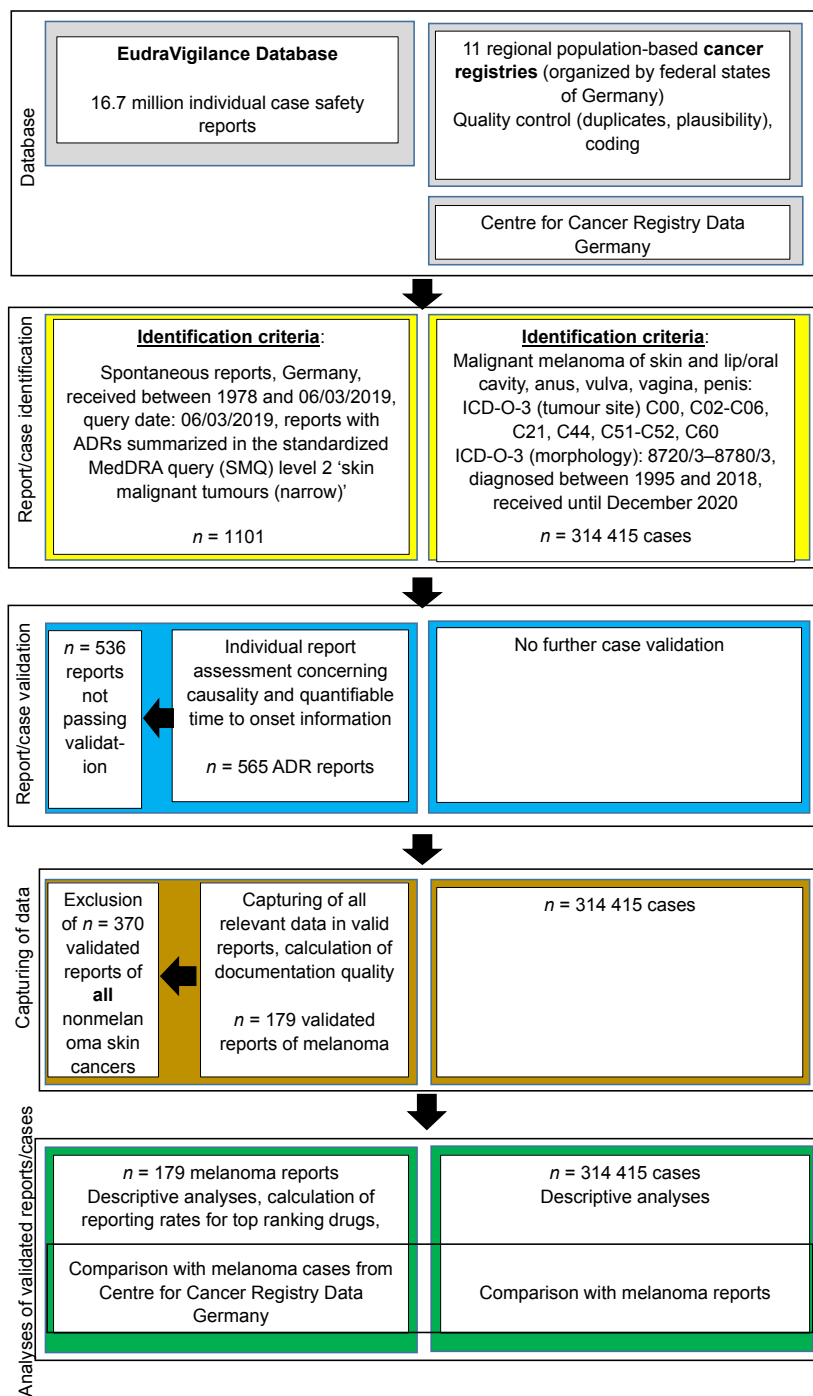 Database
EudraVigilance Database
16.7 million individual case safety
reports
11 regional population-based cancer
registries (organized by federal states
of Germany)
Quality control (duplicates, plausibility),
coding
Centre for Cancer Registry Data
Germany
Report/case identification
Identification criteria:
Spontaneous reports, Germany,
received between 1978 and 06/03/2019,
query date: 06/03/2019, reports with
ADRs summarized in the standardized
MedDRA query (SMQ) level 2 ‘skin
malignant tumours (narrow)’
n = 1101
Identification criteria:
Malignant melanoma of skin and lip/oral
cavity, anus, vulva, vagina, penis:
ICD-O-3 (tumour site) C00, C02-C06,
C21, C44, C51-C52, C60
ICD-O-3 (morphology): 8720/3–8780/3,
diagnosed between 1995 and 2018,
received until December 2020
n = 314 415 cases
Report/case validation
n = 536
reports
not
passing
validat-
ion
Individual report
assessment concerning
causality and quantifiable
time to onset information
n = 565 ADR reports
No further case validation
Capturing of data
Exclusion
of n = 370
validated
reports of
all
nonmelan
oma skin
cancers
Capturing of all
relevant data in valid
reports, calculation of
documentation quality
n = 179 validated
reports of melanoma
n = 314 415 cases
Analyses of validated reports/cases
n = 179 melanoma reports
Descriptive analyses, calculation of
reporting rates for top ranking drugs,
Comparison with melanoma cases from
Centre for Cancer Registry Data
Germany
n = 314 415 cases
Descriptive analyses
Comparison with melanoma reports